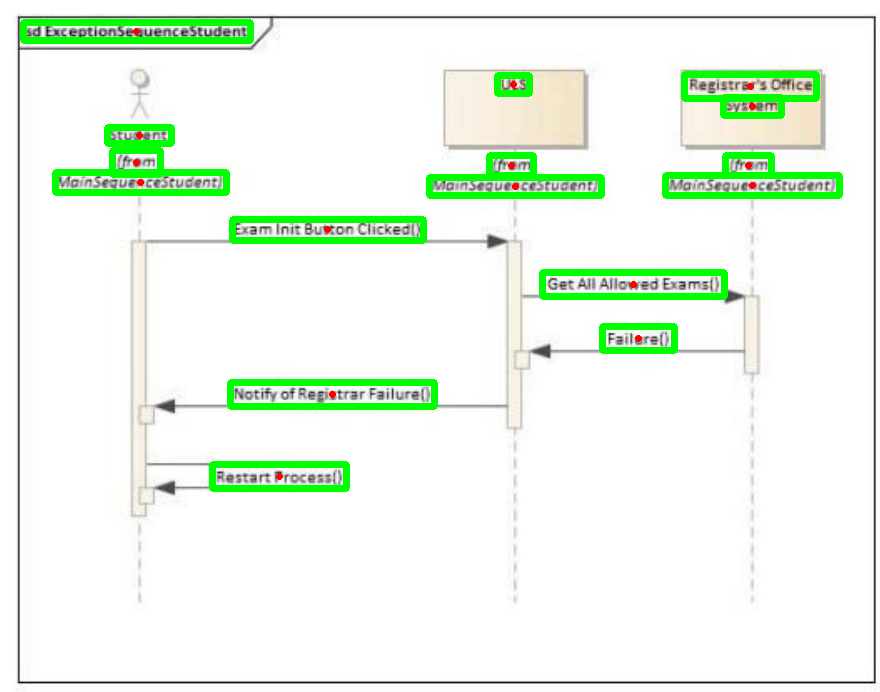 sd ExceptionSequenceStudent
Registrar's Office
System
Student
(from
MainSequenceStudent)
(from
MainSequenceStudent)
(from
MainSequenceStudent)
Exam Init Button Clicked()
Get All Allowed Exams()
Failure()
Notify of Registrar Failure()
Restart Process()